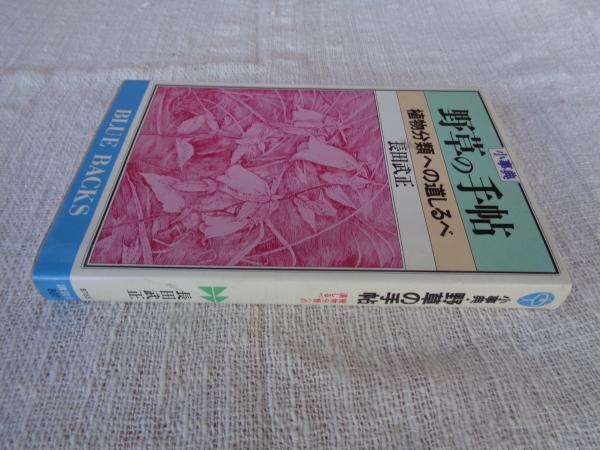 小事典
野草の手帖
植物分類への道しるべ
長田武正
BLUE BACKS
小事典・野草の手帖
植物分類への
道しるべ
長田武正